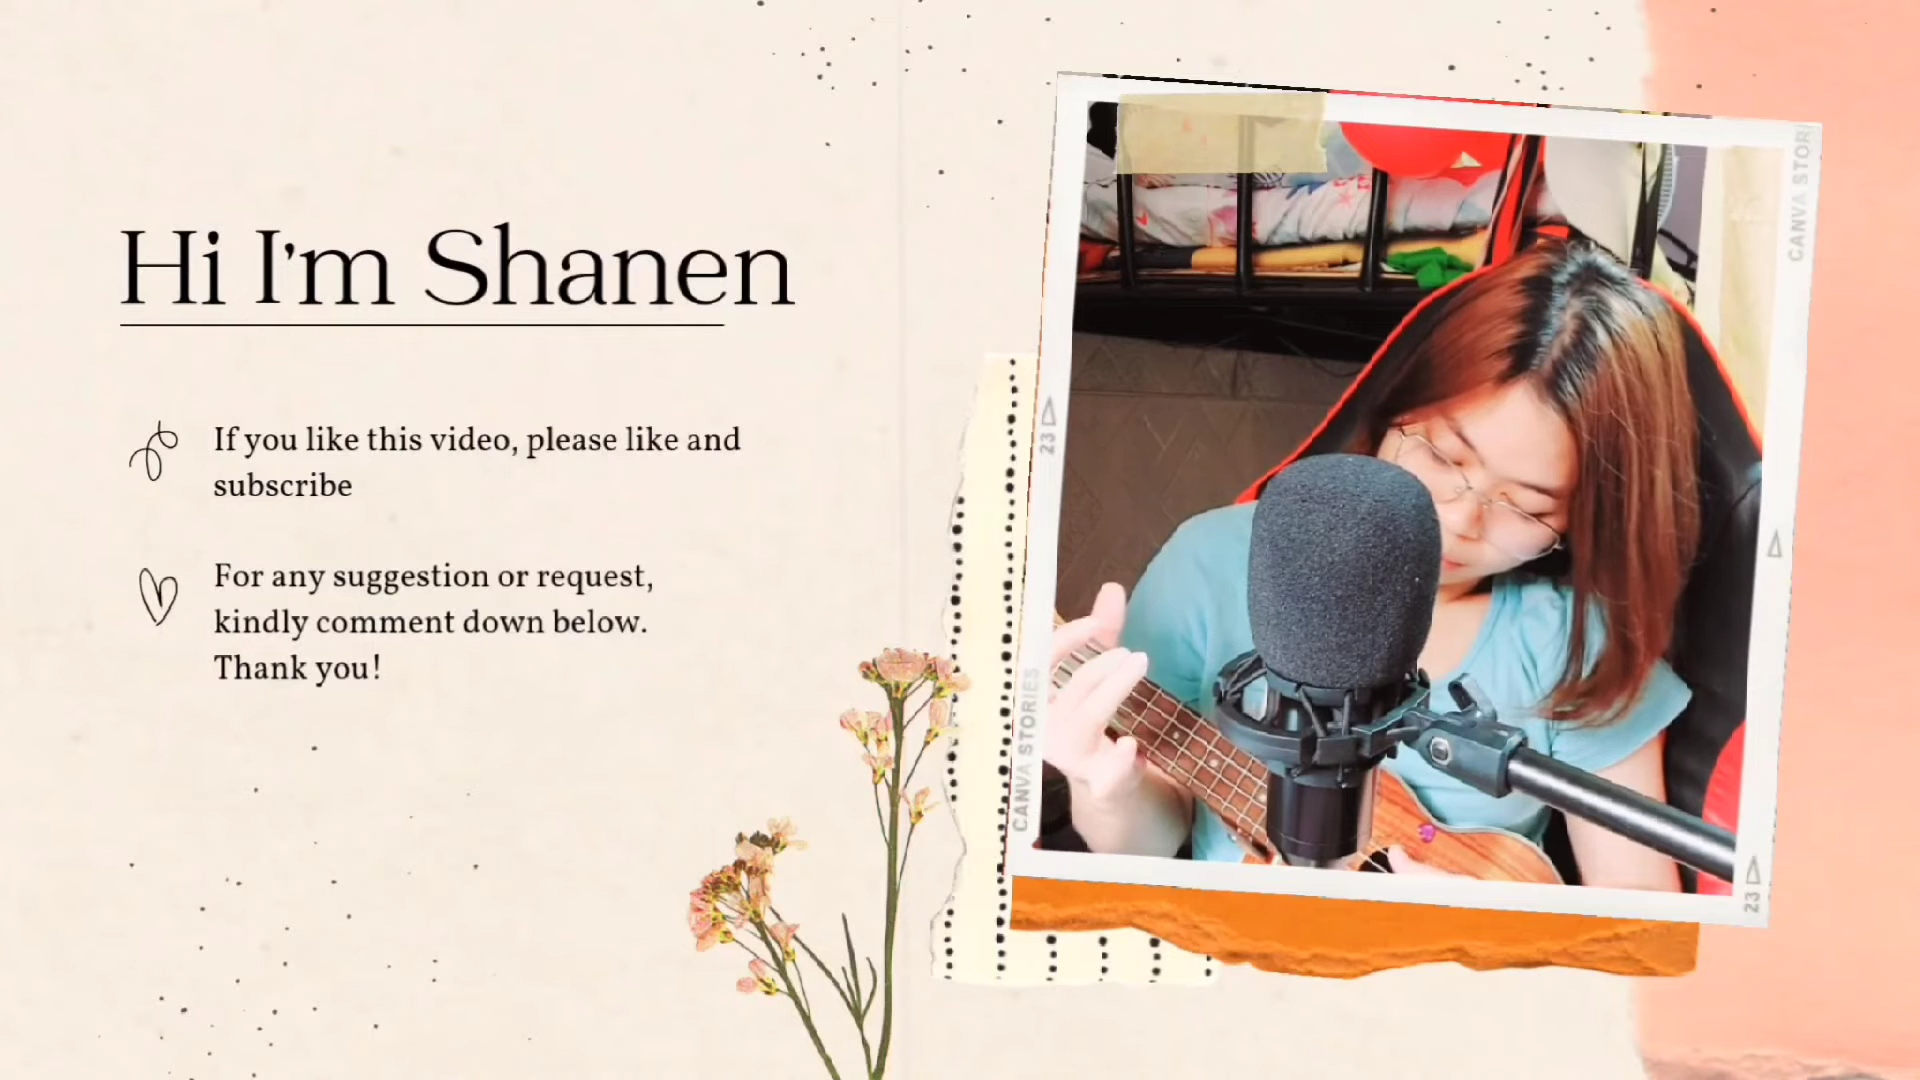 Hi I'm Shanen
If you like this video, please like and
subscribe
For any suggestion or request,
kindly comment down below.
Thank you!
CANVA STOR
23
CANVA STORIES
23